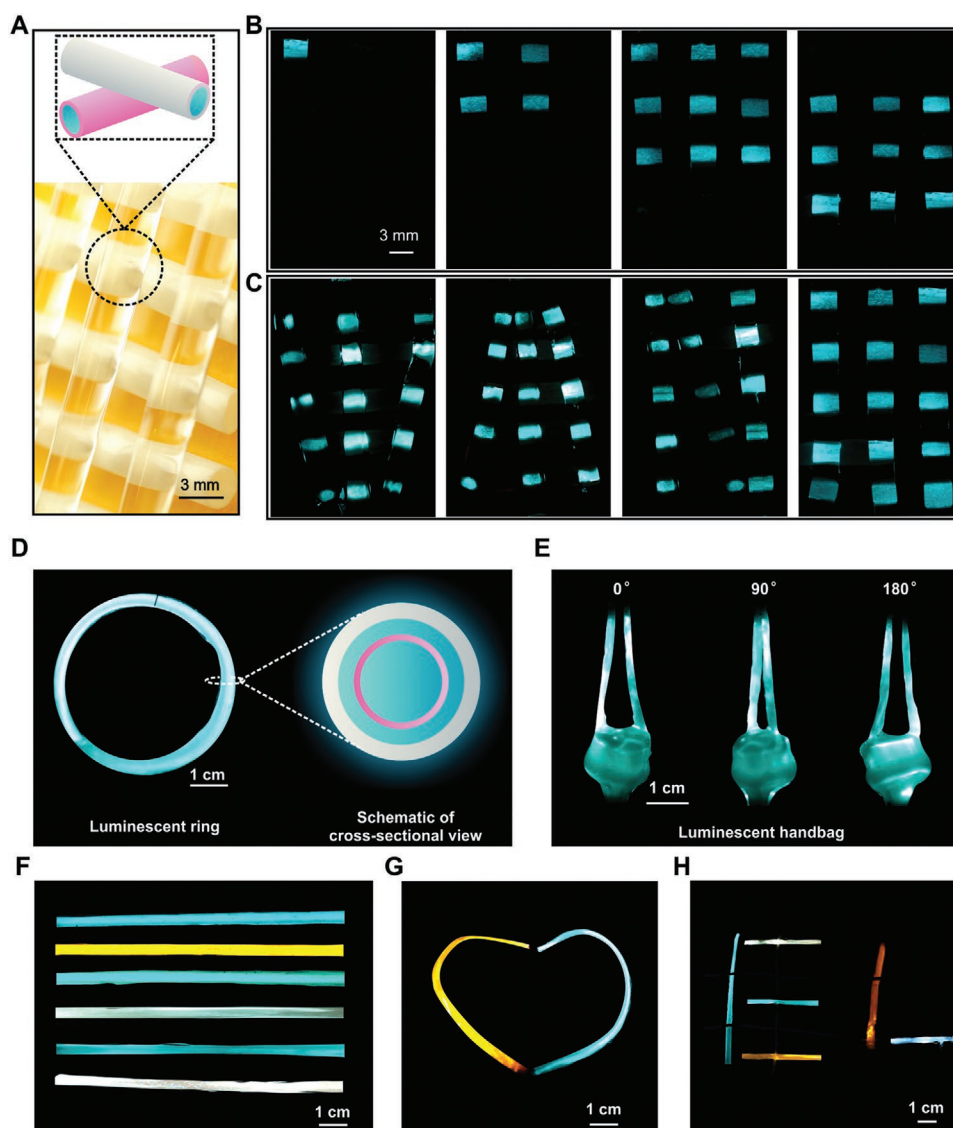 A
3 mm
B
3 mm
C
D
1 cm
Luminescent ring
Schematic of
cross-sectional view
E
0°
90°
180°
1 cm
Luminescent handbag
F
1 cm
G
1 cm
H
1 cm